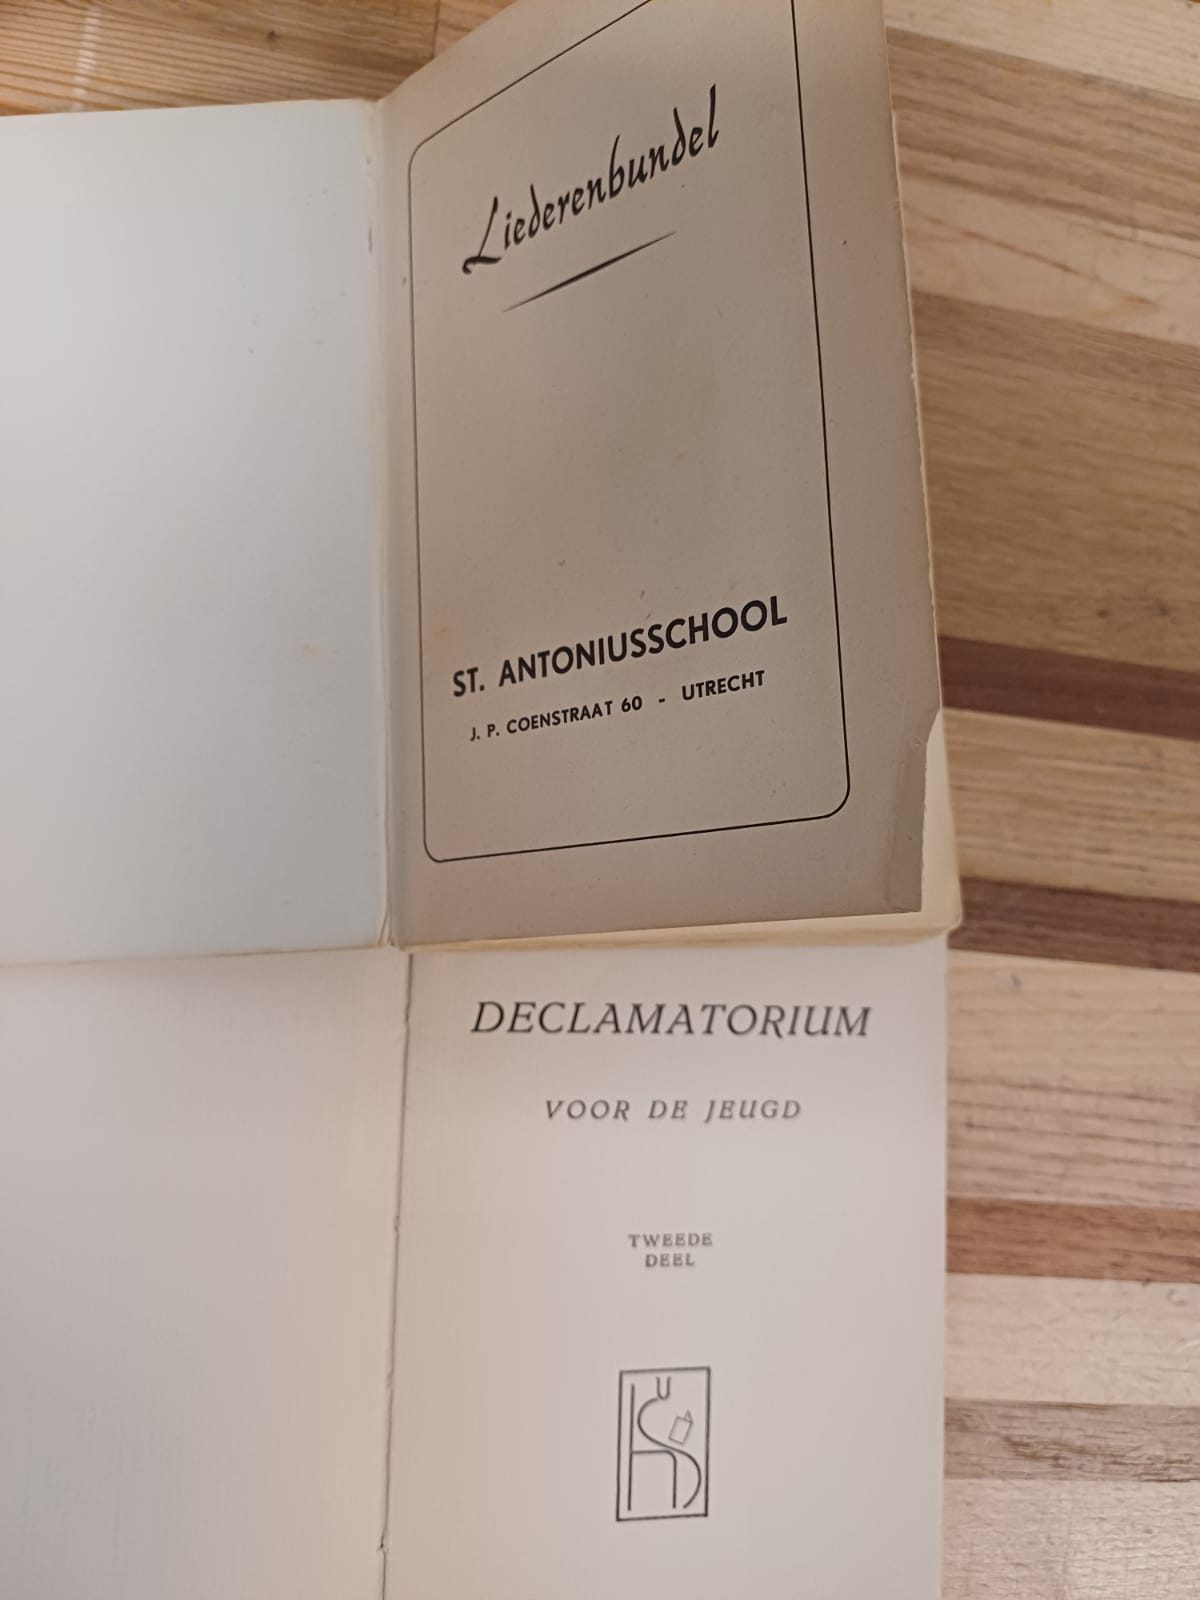 Liederenbundel
ST. ANTONIUSSCHOOL
J. P. COENSTRAAT 60 - UTRECHT
DECLAMATORIUM
VOOR DE JEUGD
TWEEDE
DEEL